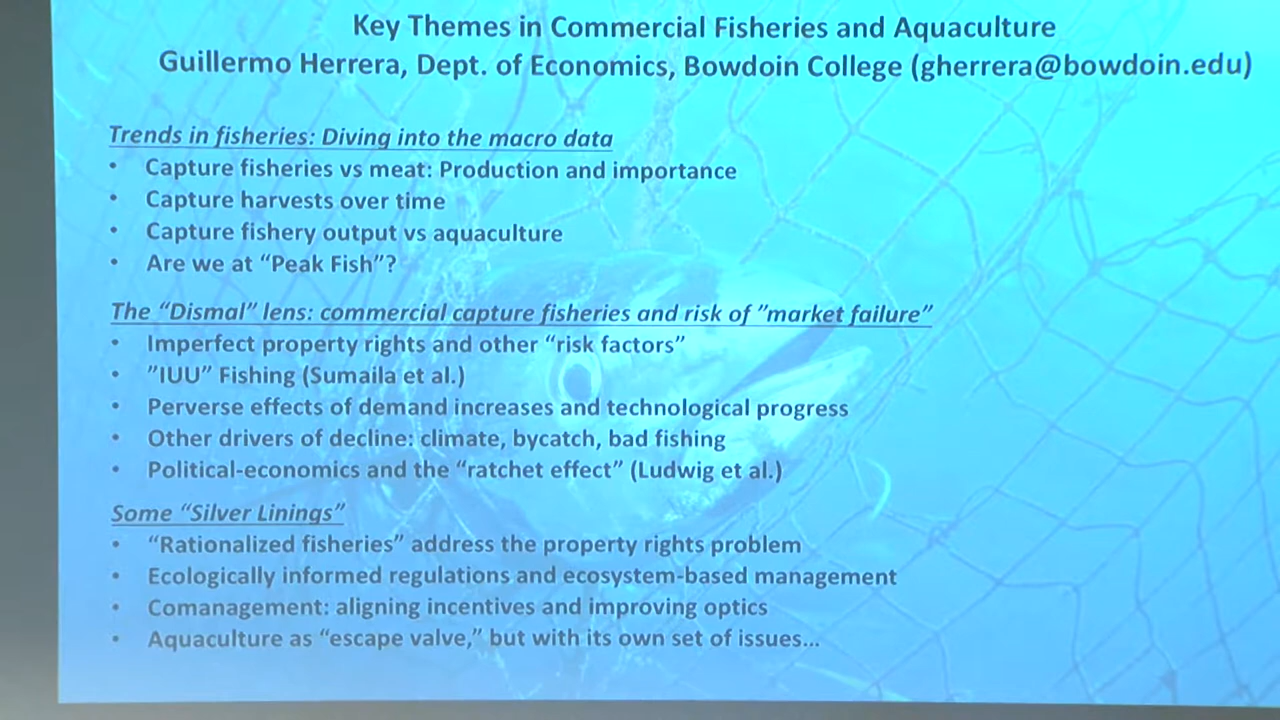 Key Themes in Commercial Fisheries and Aquaculture
Guillermo Herrera, Dept. of Economics, Bowdoin College (gherrera@bowdoin.edu)
Trends in fisheries: Diving into the macro data
• Capture fisheries vs meat: Production and importance
• Capture harvests over time
• Capture fishery output vs aquaculture
• Are we at “Peak Fish”?
The “Dismal” lens: commercial capture fisheries and risk of ”market failure”
• Imperfect property rights and other “risk factors”
• ”IUU” Fishing (Sumaila et al.)
• Perverse effects of demand increases and technological progress
• Other drivers of decline: climate, bycatch, bad fishing
• Political-economics and the “ratchet effect” (Ludwig et al.)
Some “Silver Linings”
• “Rationalized fisheries” address the property rights problem
• Ecologically informed regulations and ecosystem-based management
• Comanagement: aligning incentives and improving optics
• Aquaculture as “escape valve,” but with its own set of issues…